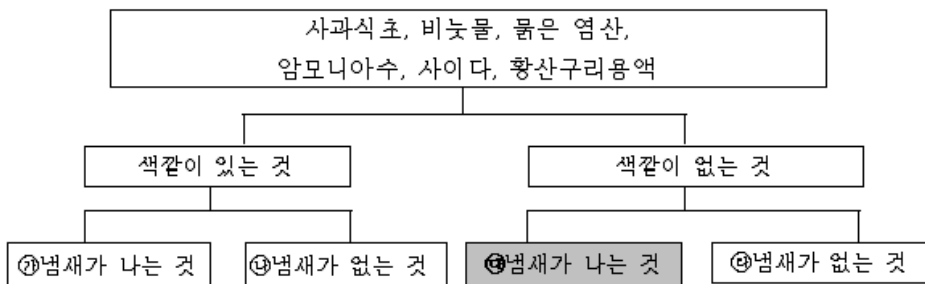 사과식초, 비눗물, 묽은 염산,
암모니아수, 사이다, 황산구리용액
색깔이 있는 것
색깔이 없는 것
㉮냄새가 나는 것
㉯냄새가 없는 것
㉰냄새가 나는 것
㉱냄새가 없는 것